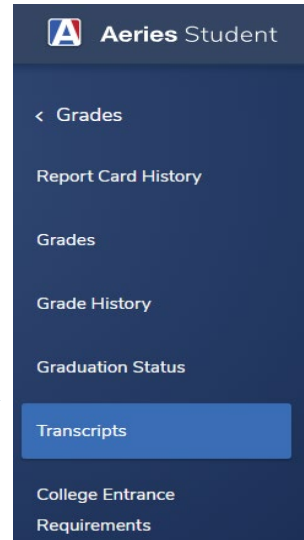 A Aeries Student
< Grades
Report Card History
Grades
Grade History
Graduation Status
Transcripts
College Entrance
Requirements